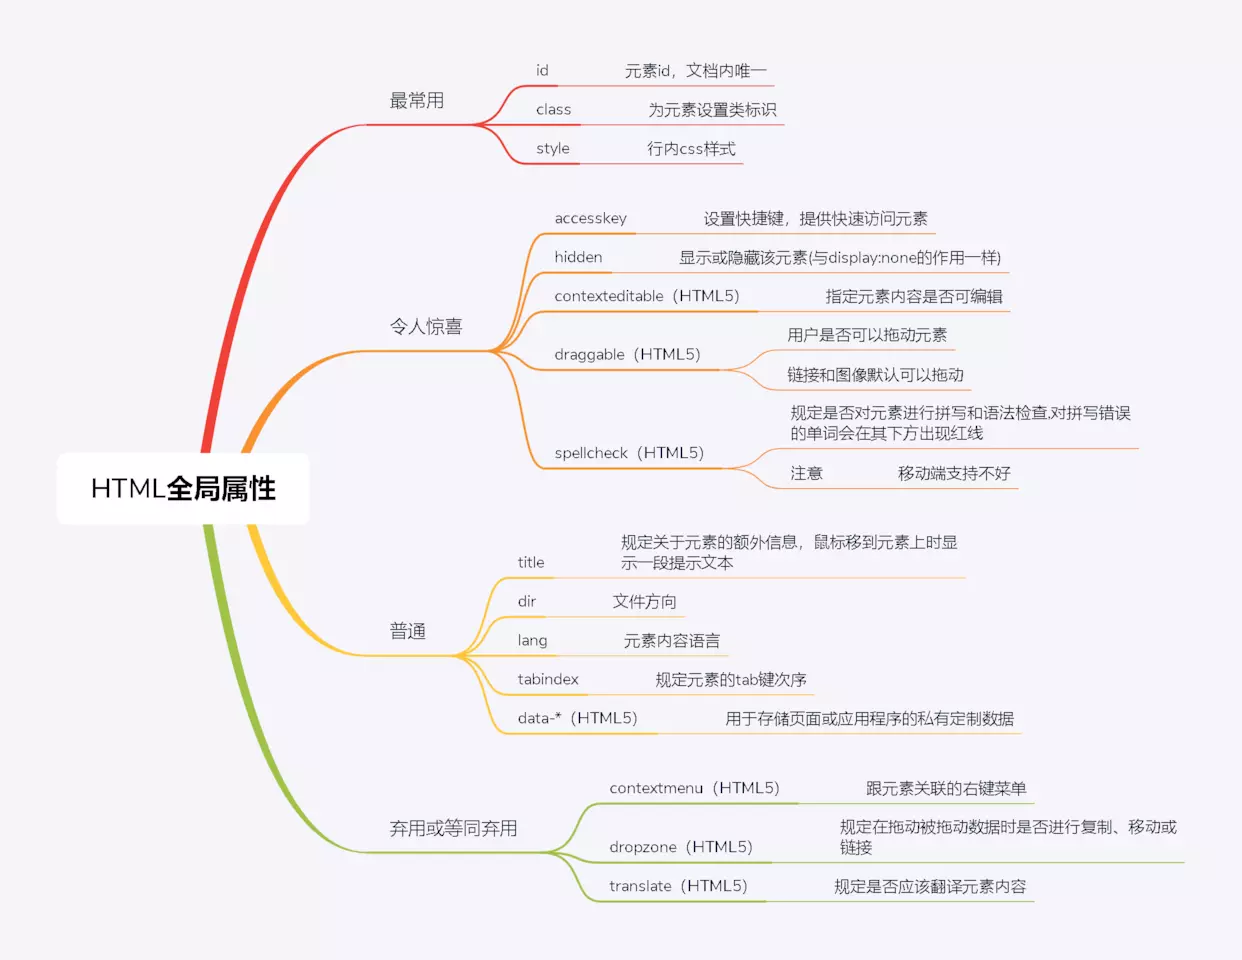 HTML全局属性
最常用
id
元素id，文档内唯一
class
为元素设置类标识
style
行内css样式
令人惊喜
accesskey
设置快捷键，提供快速访问元素
hidden
显示或隐藏该元素(与display:none的作用一样)
contexteditable（HTML5）
指定元素内容是否可编辑
draggable（HTML5）
用户是否可以拖动元素
链接和图像默认可以拖动
spellcheck（HTML5）
规定是否对元素进行拼写和语法检查.对拼写错误
的单词会在其下方出现红线
注意
移动端支持不好
普通
title
规定关于元素的额外信息，鼠标移到元素上时显
示一段提示文本
dir
文件方向
lang
元素内容语言
tabindex
规定元素的tab键次序
data-*（HTML5）
用于存储页面或应用程序的私有定制数据
弃用或等同弃用
contextmenu（HTML5）
跟元素关联的右键菜单
dropzone（HTML5）
规定在拖动被拖动数据时是否进行复制、移动或
链接
translate（HTML5）
规定是否应该翻译元素内容